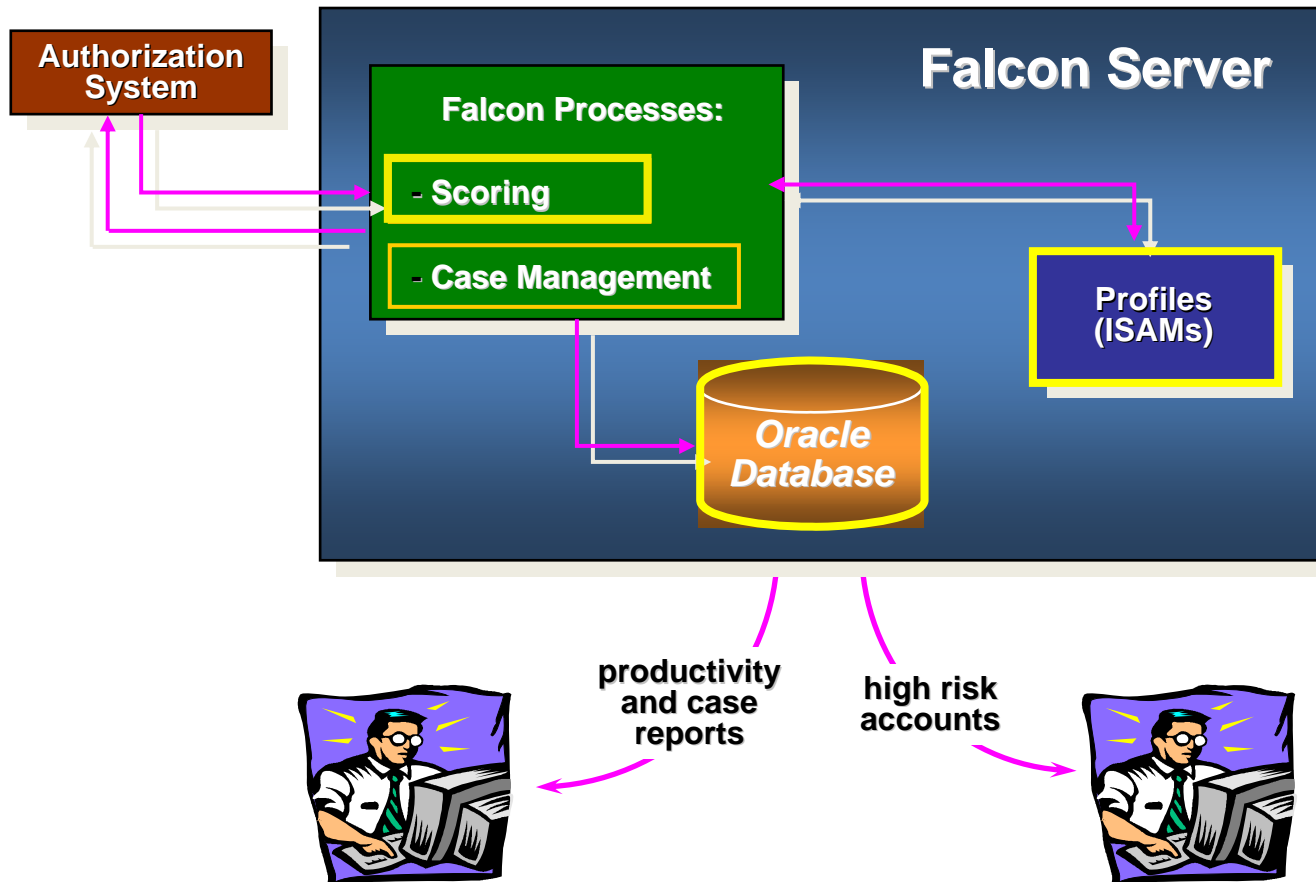 Authorization
System
Falcon Server
Falcon Processes:
- Scoring
- Case Management
Profiles
(ISAMs)
Oracle
Database
productivity
and case
reports
high risk
accounts